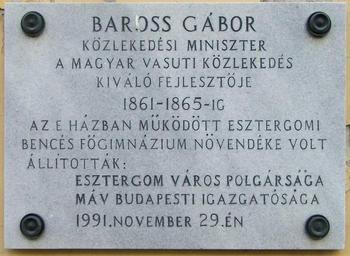 BAROSS GÁBOR
KÖZLEKEDÉSI MINISZTER
A MAGYAR VASUTI KÖZLEKEDÉS
KIVÁLÓ FEJLESZTŐJE
1861-1865-IG
AZ E HÁZBAN MŰKÖDÖTT ESZTERGOMI
BENCÉS FŐGIMNÁZIUM NÖVENDÉKE VOLT
ÁLLÍTOTTÁK:
ESZTERGOM VÁROS POLGÁRSÁGA
MÁV BUDAPESTI IGAZGATÓSÁGA
1991.NOVEMBER 29.ÉN